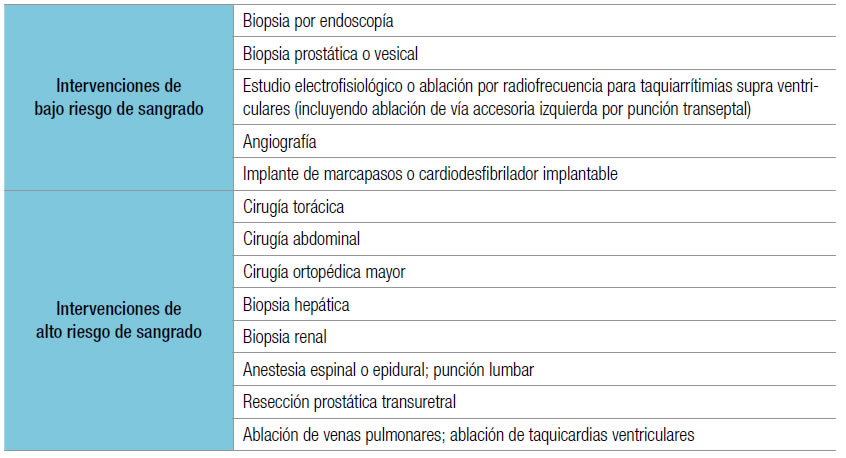 Intervenciones de
bajo riesgo de sangrado
Biopsia por endoscopía
Biopsia prostática o vesical
Estudio electrofisiológico o ablación por radiofrecuencia para taquiarrítimias supra ventri-
culares (incluyendo ablación de vía accesoria izquierda por punción transeptal)
Angiografía
Implante de marcapasos o cardiodesfibrilador implantable
Intervenciones de
alto riesgo de sangrado
Cirugía torácica
Cirugía abdominal
Cirugía ortopédica mayor
Biopsia hepática
Biopsia renal
Anestesia espinal o epidural; punción lumbar
Resección prostática transuretral
Ablación de venas pulmonares; ablación de taquicardias ventriculares